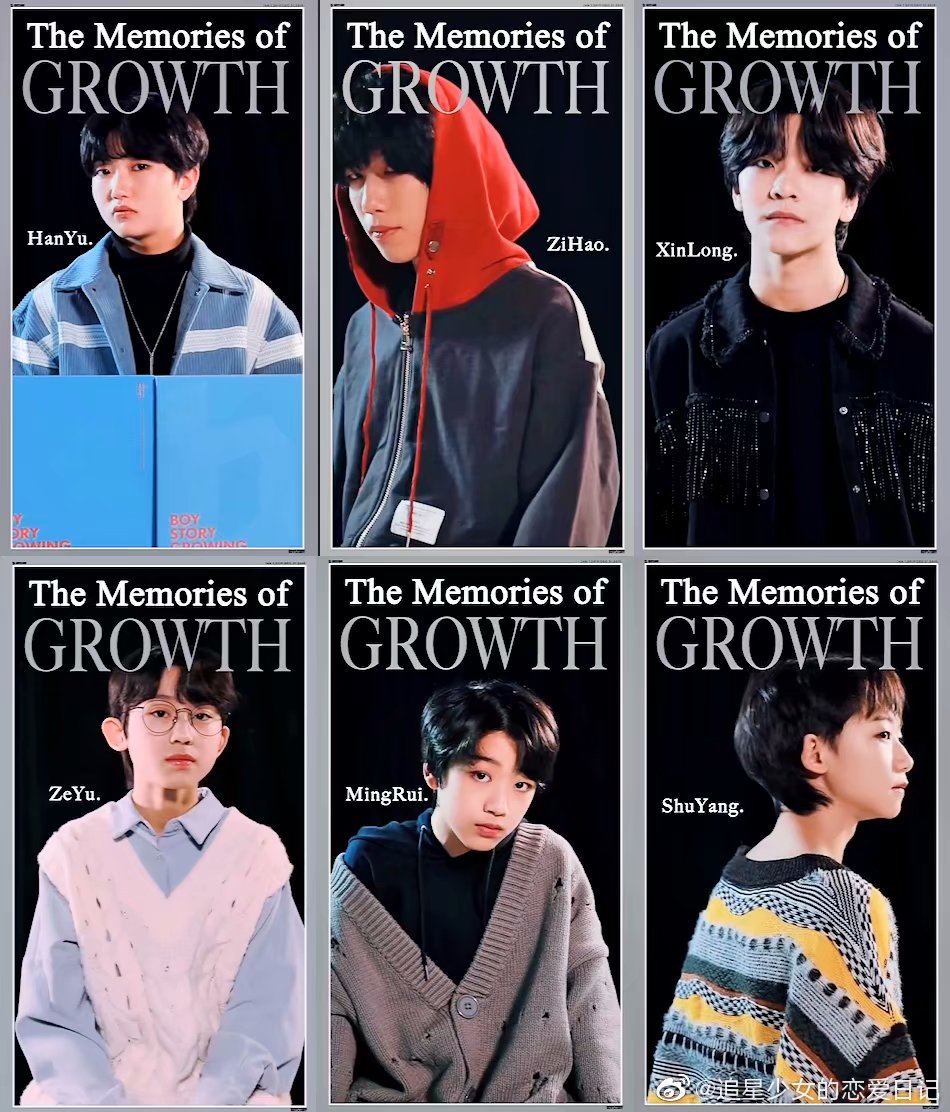 The Memories of
GROWTH
HanYu.
BOY
STORY
GROWING
The Memories of
GROWTH
ZiHao.
The Memories of
GROWTH
XinLong.
The Memories of
GROWTH
ZeYu.
The Memories of
GROWTH
MingRui.
The Memories of
GROWTH
ShuYang.
@追星少女的恋爱日记